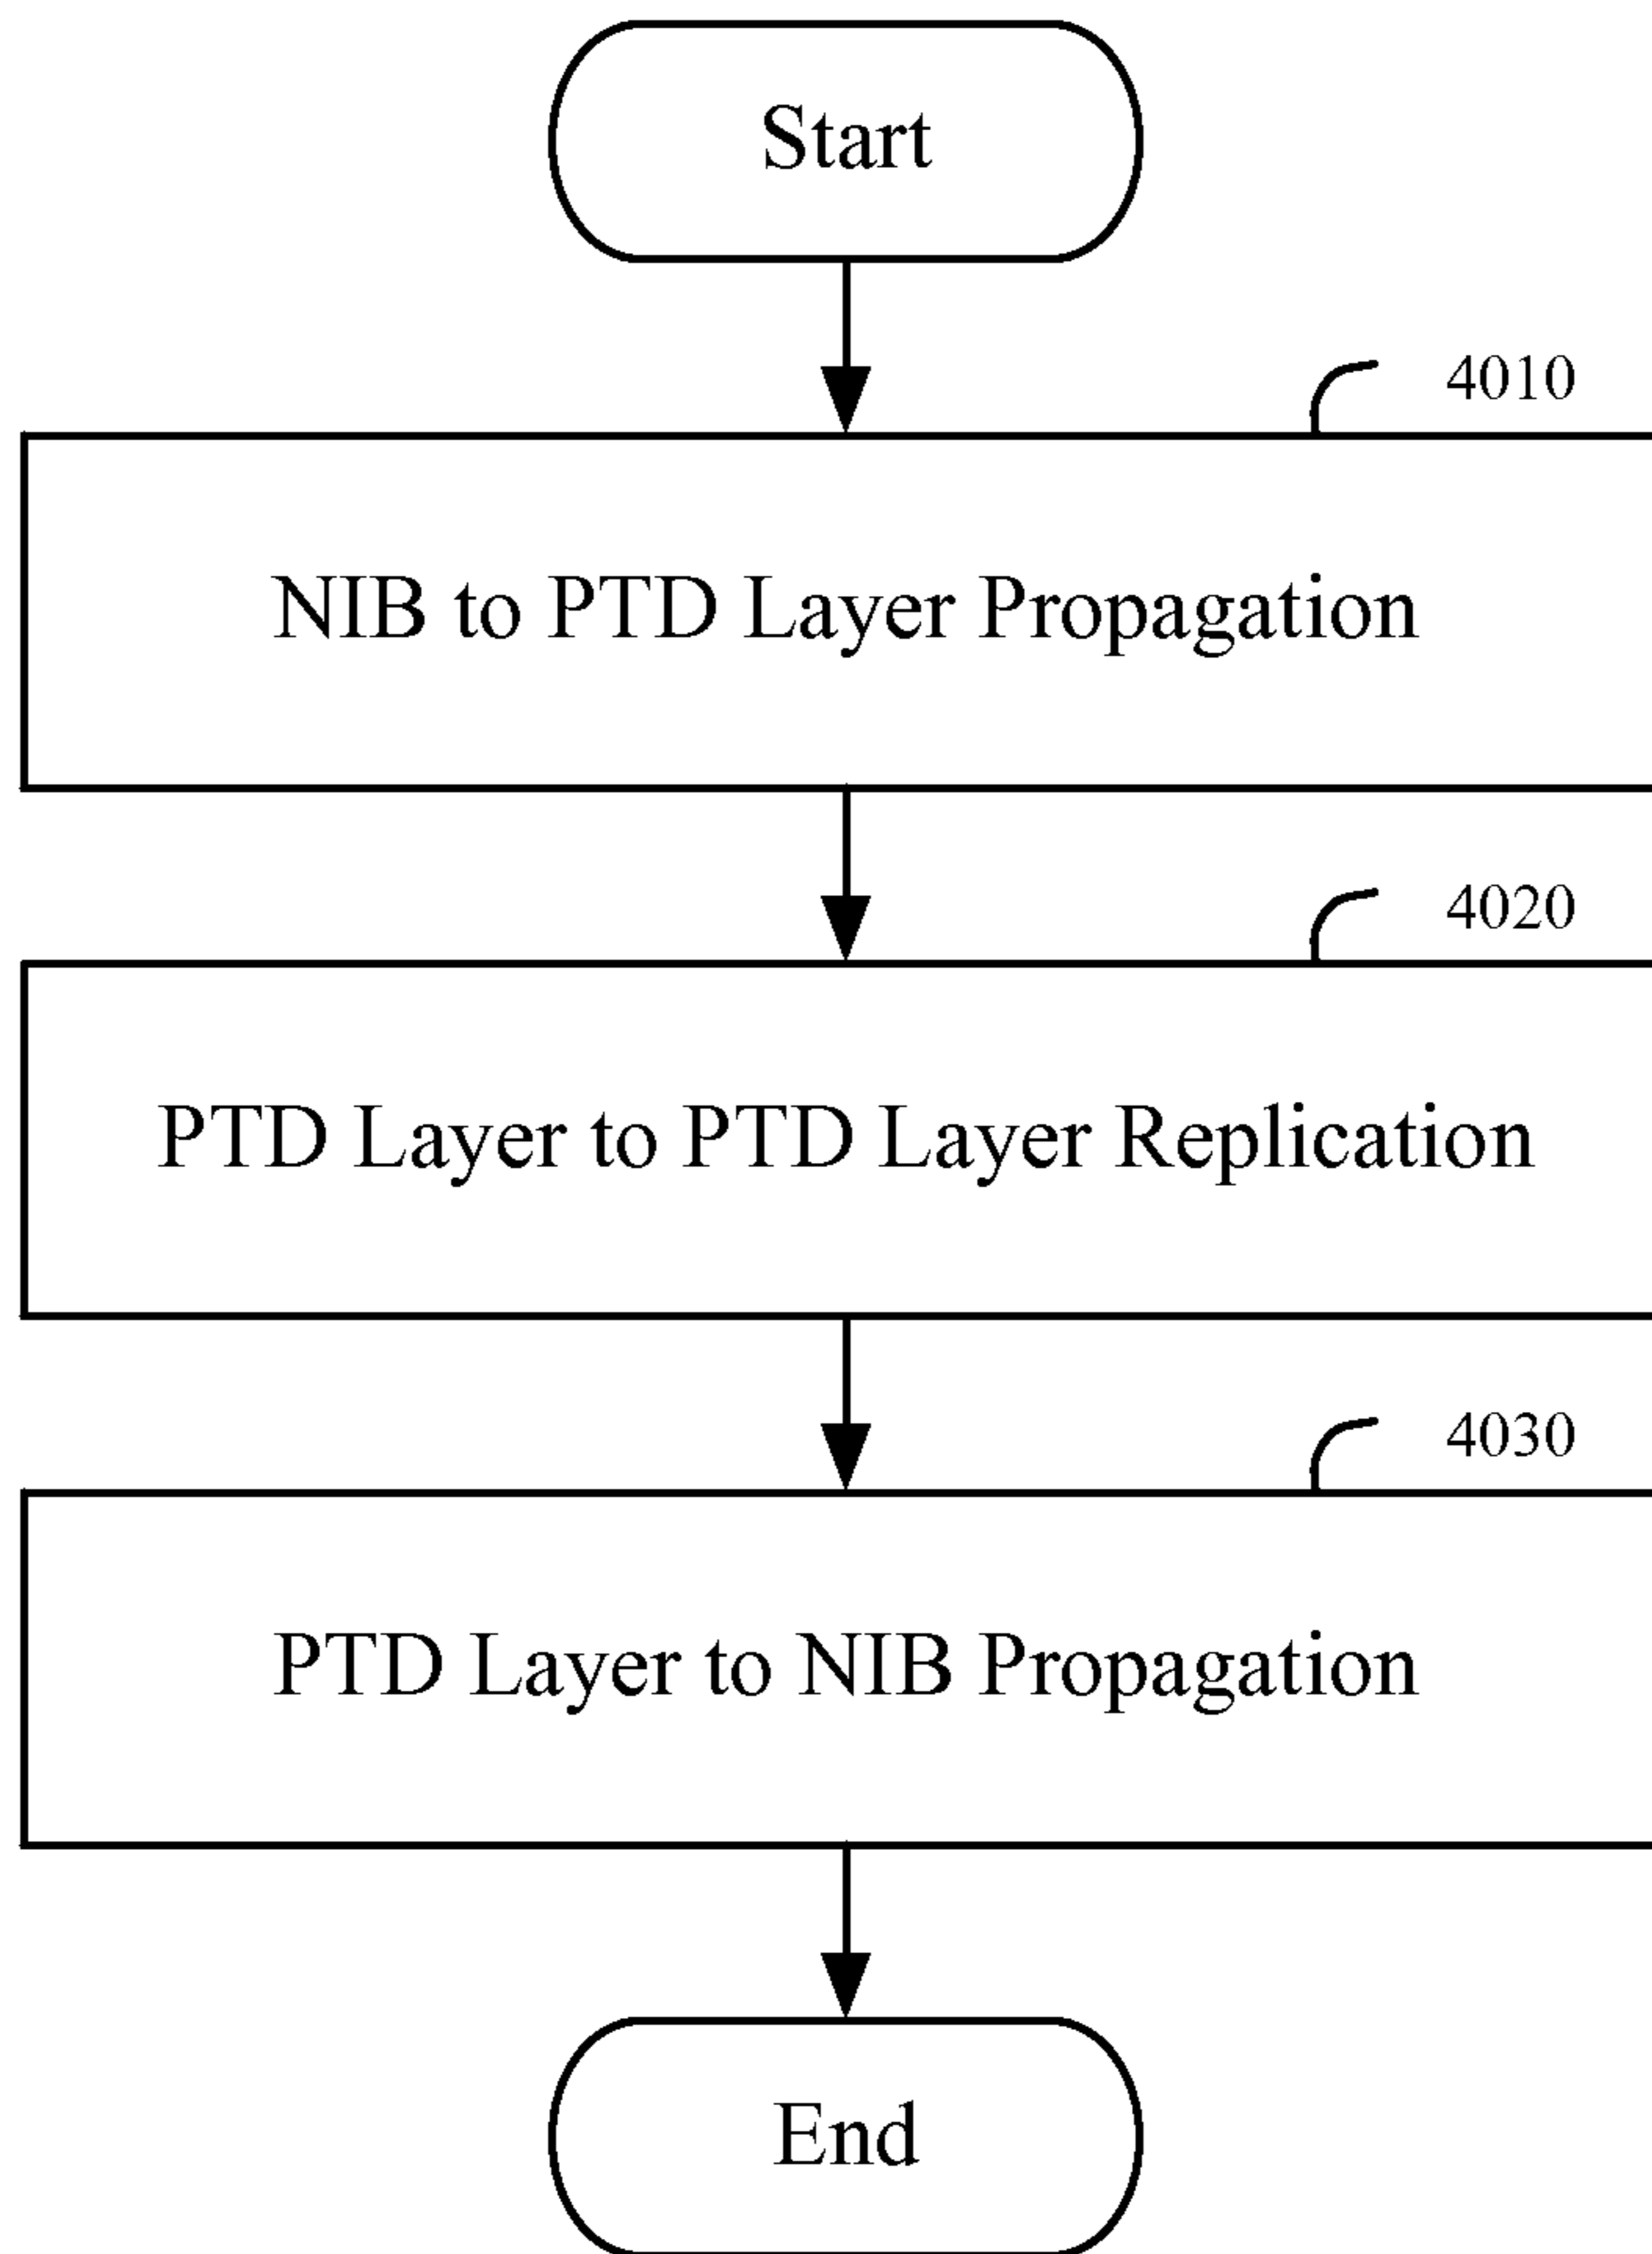 Start
4010
NIB to PTD Layer Propagation
4020
PTD Layer to PTD Layer Replication
4030
PTD Layer to NIB Propagation
End